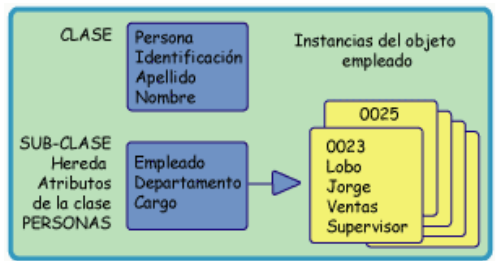 CLASE
Persona
Identificación
Apellido
Nombre
Instancias del objeto
empleado
SUB-CLASE
Hereda
Atributos
de la clase
PERSONAS
Empleado
Departamento
Cargo
0025
0023
Lobo
Jorge
Ventas
Supervisor